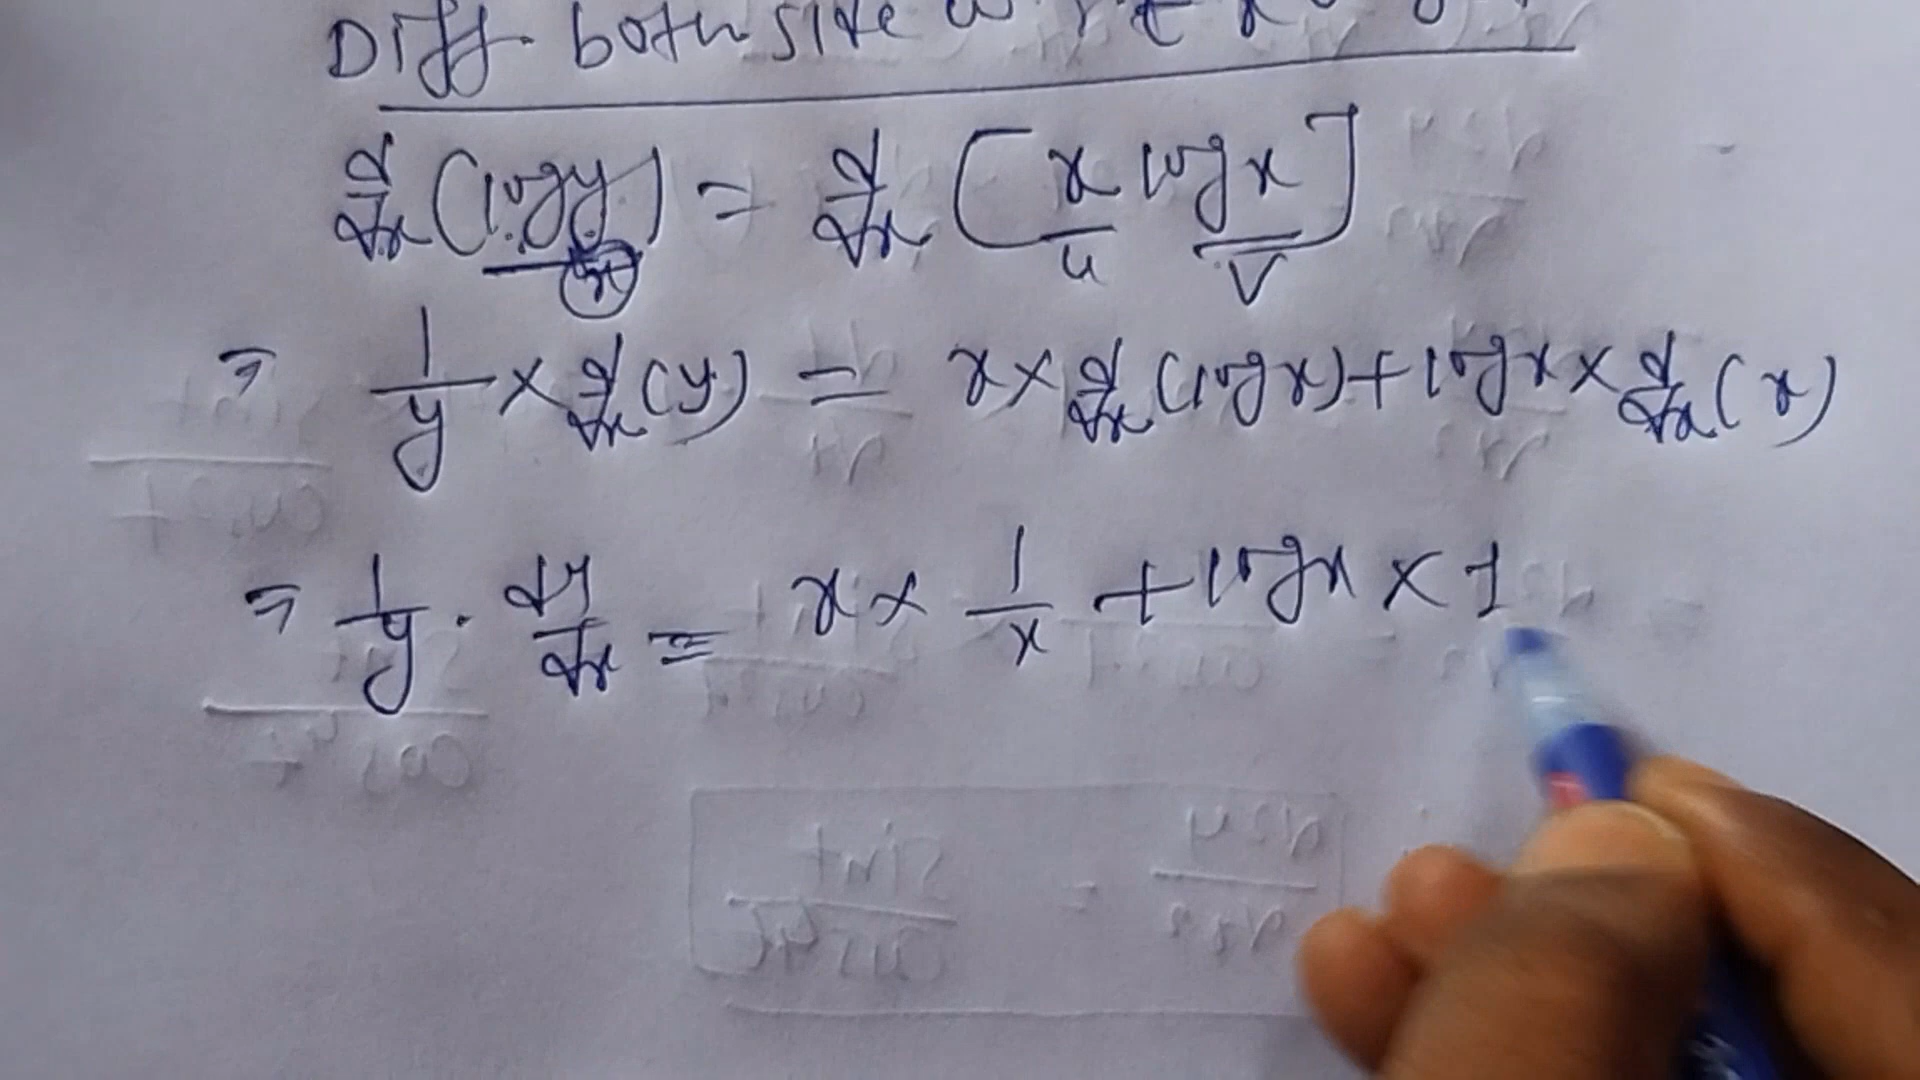 Diff. both side w.r.t x
d/dx (log y) = d/dx [x log x]
x u v
⇒ 1/y × d/dx (y) = x × d/dx (log x) + log x × d/dx (x)
⇒ 1/y . dy/dx = x × 1/x + log x × 1